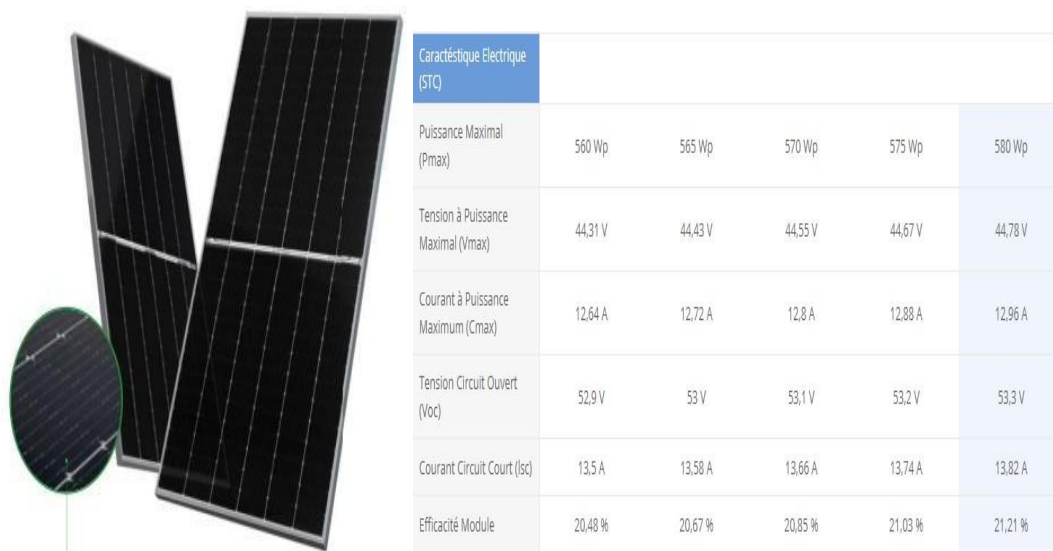 Caractéstique Electrique
(STC)
Puissance Maximal
(Pmax)
560 Wp 565 Wp 570 Wp 575 Wp 580 Wp
Tension à Puissance
Maximal (Vmax)
44,31 V 44,43 V 44,55 V 44,67 V 44,78 V
Courant à Puissance
Maximum (Cmax)
12,64 A 12,72 A 12,8 A 12,88 A 12,96 A
Tension Circuit Ouvert
(Voc)
52,9 V 53 V 53,1 V 53,2 V 53,3 V
Courant Circuit Court (Isc) 13,5 A 13,58 A 13,66 A 13,74 A 13,82 A
Efficacité Module 20,48 % 20,67 % 20,85 % 21,03 % 21,21 %